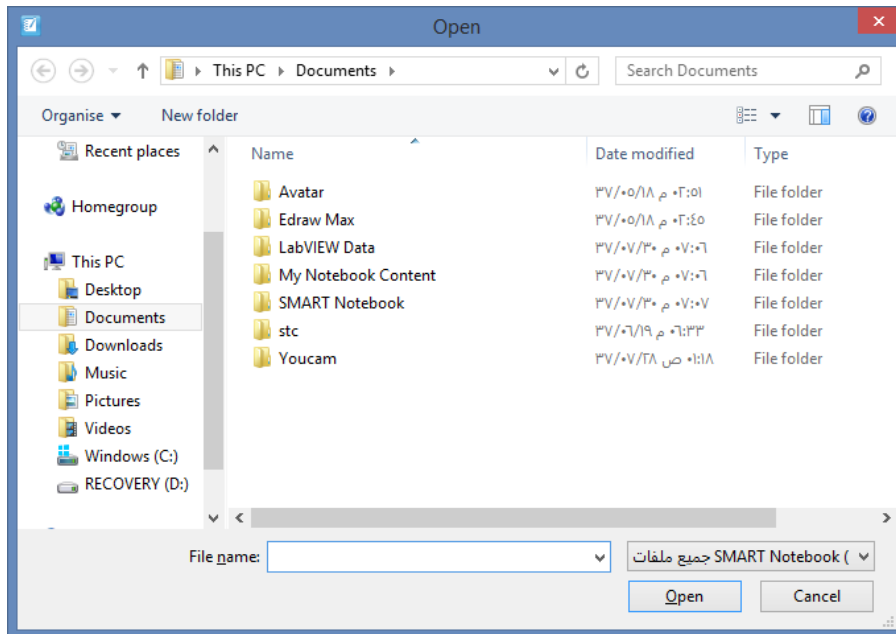 Open
This PC Documents
Search Documents
Organise
New folder
Name
Date modified
Type
Recent places
Homegroup
This PC
Desktop
Documents
Downloads
Music
Pictures
Videos
Windows (C:)
RECOVERY (D:)
Avatar ٣٧/٠٥/١٨ ٠٢:٥١ م File folder
Edraw Max ٣٧/٠٥/١٨ ٠٢:٤٥ م File folder
LabVIEW Data ٣٧/٠٧/٣٠ ٠٧:٠٦ م File folder
My Notebook Content ٣٧/٠٧/٣٠ ٠٧:٠٦ م File folder
SMART Notebook ٣٧/٠٧/٣٠ ٠٧:٠٧ م File folder
stc ٣٧/٠٦/١٩ ٠٦:٣٣ م File folder
Youcam ٣٧/٠٧/٢٨ ٠١:١٨ ص File folder
File name:
جميع ملفات SMART Notebook (
Open
Cancel